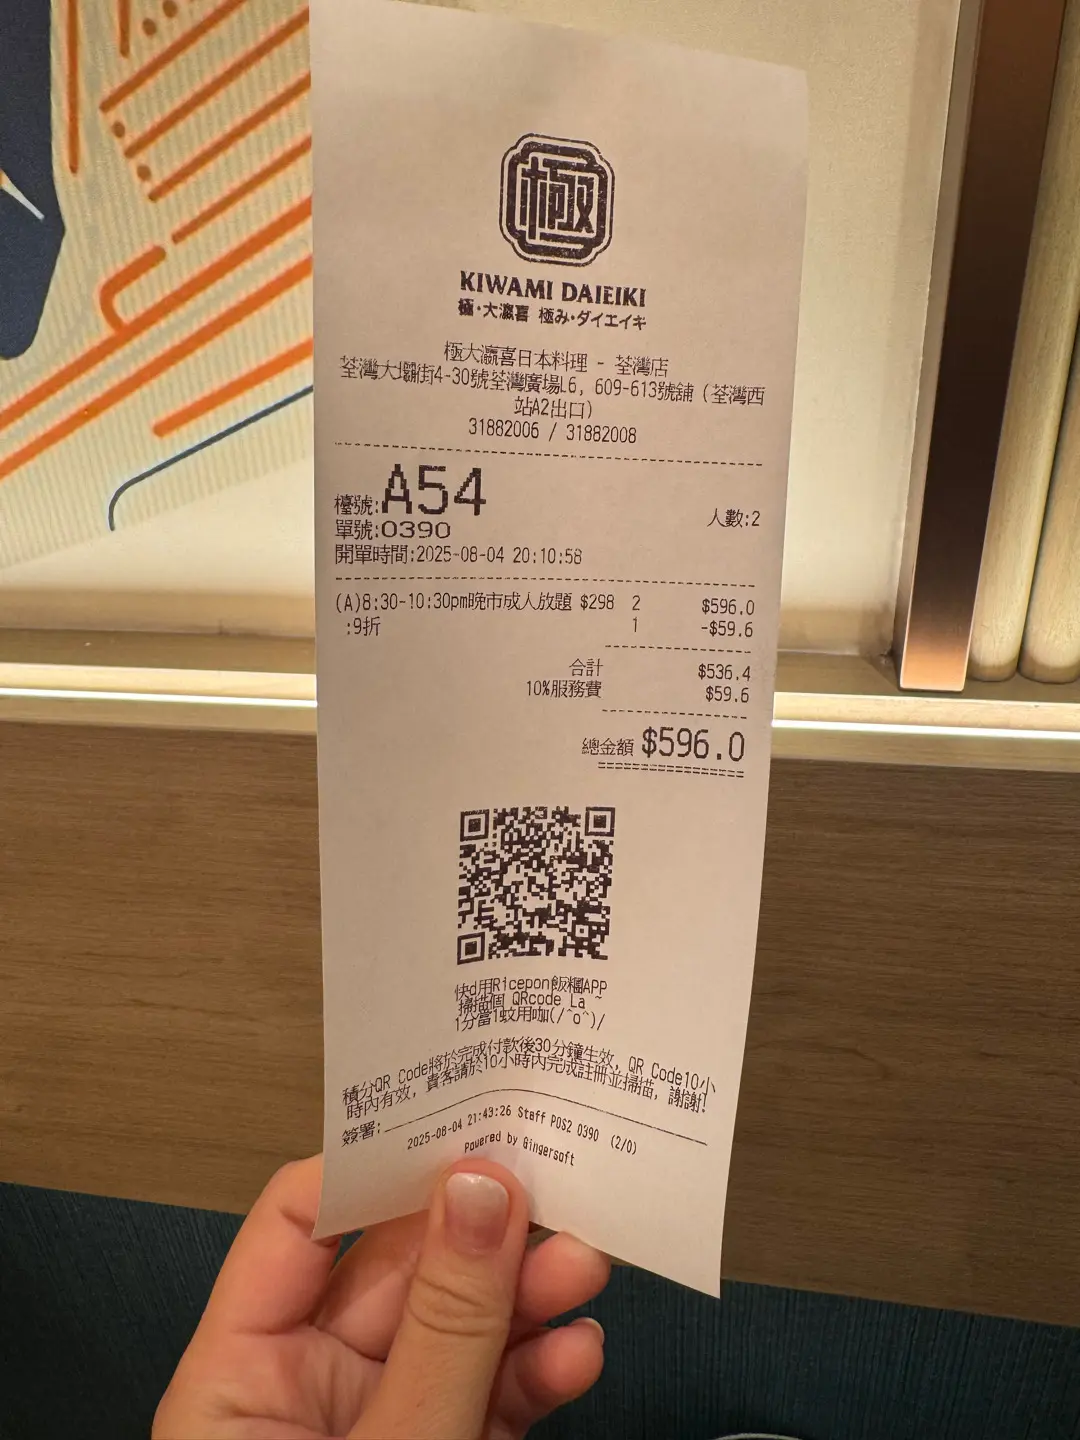 極
KIWAMI DAIEIKI
極・大瀛喜 極み・ダイエイキ
極大瀛喜日本料理 - 荃灣店
荃灣大壩街4-30號荃灣廣場L6, 609-613號舖 (荃灣西
站A2出口)
31882006 / 31882008
檯號:A54 人數:2
單號:0390
開單時間:2025-08-04 20:10:58
(A)8:30-10:30pm晚市成人放題 $298 2 $596.0
:9折 1 -$59.6
合計 $536.4
10%服務費 $59.6
總金額 $596.0
快d用Ricepon飯糰APP
掃描個 QRcode La ~
1分當1蚊用咖(/^o^)/
積分QR Code將於完成付款後30分鐘生效, QR Code10小
時內有效, 貴客請於10小時內完成註冊並掃描, 謝謝!
簽署:
2025-08-04 21:43:26 Staff POS2 0390 (2/0)
Powered by Gingersoft